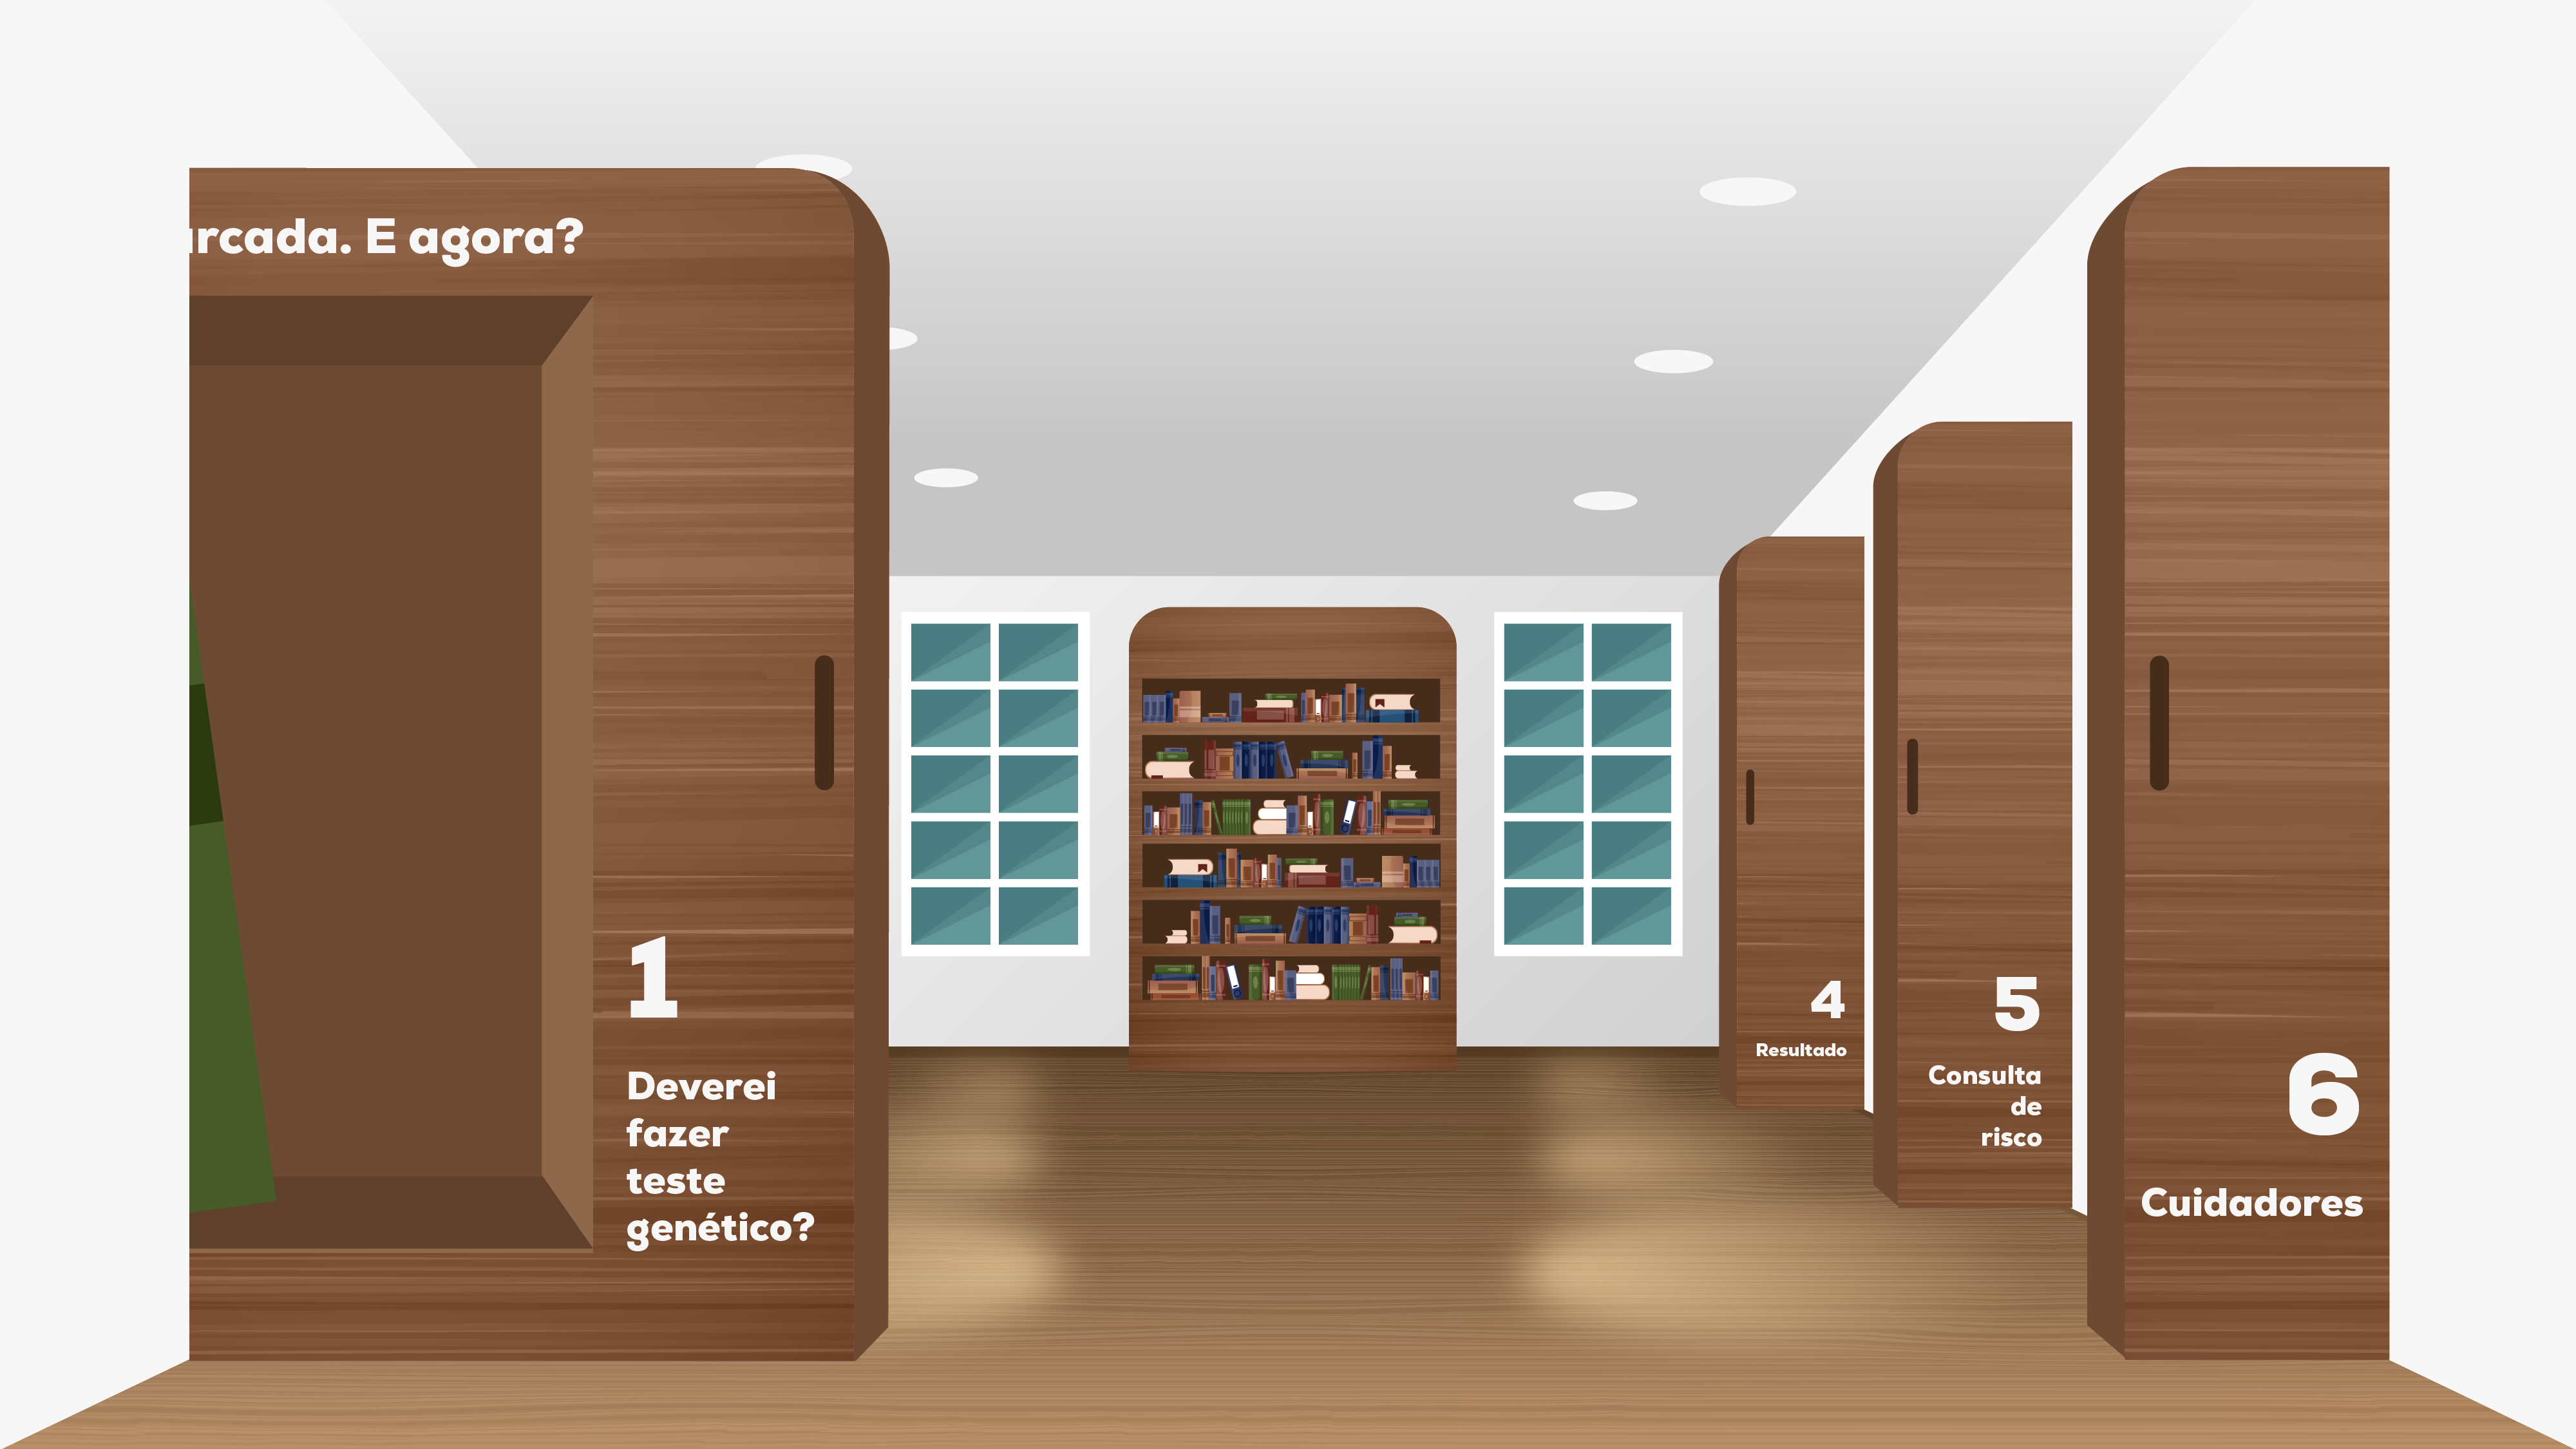 rcada. E agora?
1
Deverei
fazer
teste
genético?
4
Resultado
5
Consulta
de
risco
6
Cuidadores